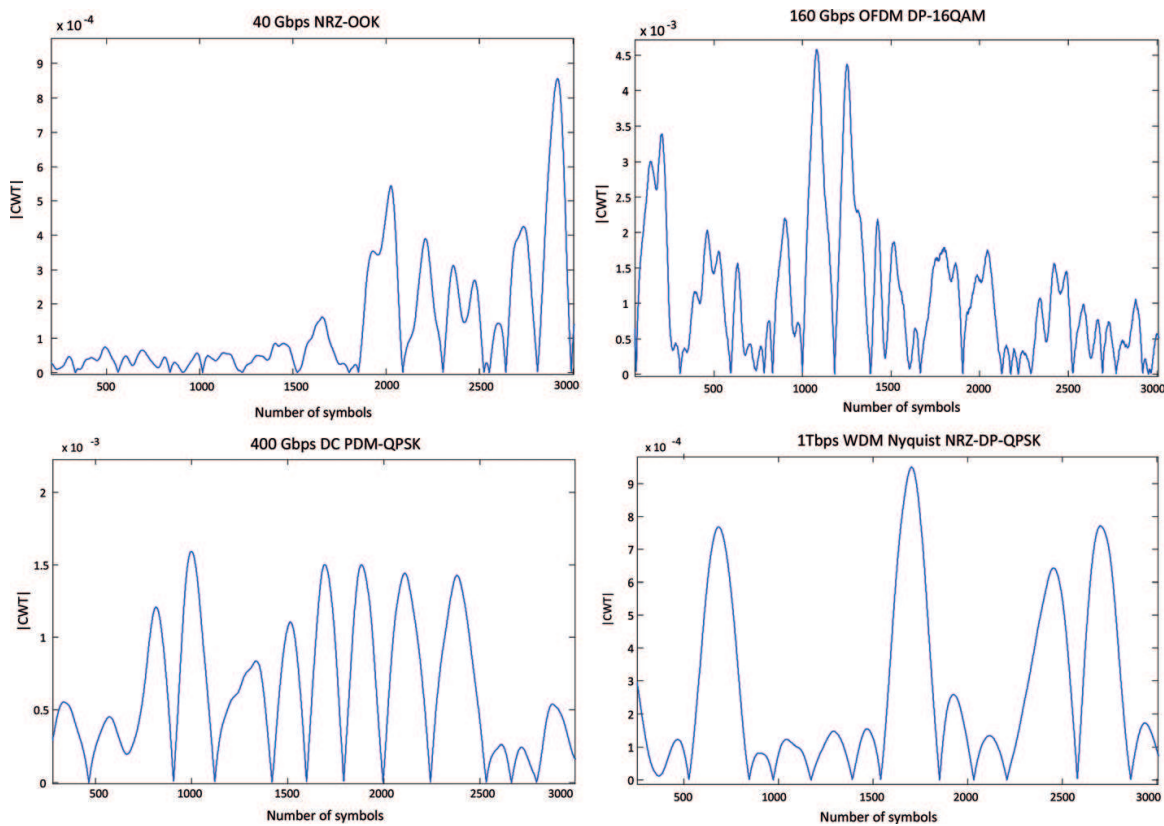 40 Gbps NRZ-OOK
x 10⁻⁴
|CWT|
9
8
7
6
5
4
3
2
1
0
500 1000 1500 2000 2500 3000
Number of symbols
160 Gbps OFDM DP-16QAM
x 10⁻³
|CWT|
4.5
4
3.5
3
2.5
2
1.5
1
0.5
0
500 1000 1500 2000 2500 3000
Number of symbols
400 Gbps DC PDM-QPSK
x 10⁻³
|CWT|
2
1.5
1
0.5
0
500 1000 1500 2000 2500 3000
Number of symbols
1Tbps WDM Nyquist NRZ-DP-QPSK
x 10⁻⁴
|CWT|
9
8
7
6
5
4
3
2
1
0
500 1000 1500 2000 2500 3000
Number of symbols